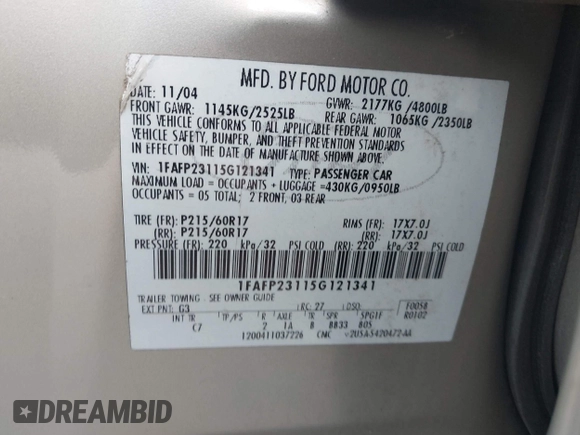 MFD. BY FORD MOTOR CO.
DATE: 11/04 GVWR: 2177KG /4800LB
FRONT GAWR: 1145KG/2525LB REAR GAWR: 1065KG/2350LB
THIS VEHICLE CONFORMS TO ALL APPLICABLE FEDERAL MOTOR
VEHICLE SAFETY, BUMPER, AND THEFT PREVENTION STANDARDS
IN EFFECT ON THE DATE OF MANUFACTURE SHOWN ABOVE.
VIN: 1FAFP23115G121341 TYPE: PASSENGER CAR
MAXIMUM LOAD = OCCUPANTS + LUGGAGE =430KG/0950LB
OCCUPANTS = 05 TOTAL; 2 FRONT, 03 REAR
TIRE (FR): P215/60R17 RIMS (FR): 17X7.0J
(RR): P215/60R17 (RR): 17X7.0J
PRESSURE (FR): 220 kPa/32 PSI COLD (RR): 220 kPa/32 PSI COLD
1FAFP23115G121341
TRAILER TOWING - SEE OWNER GUIDE
EXT PNT: G3 RC: 27 DSO: F0058
INT TR TP/PS R AXLE TR SPR SPGIF R0102
C7 2 1A B BB33 805
1200411037226 CMC
DREAMBID